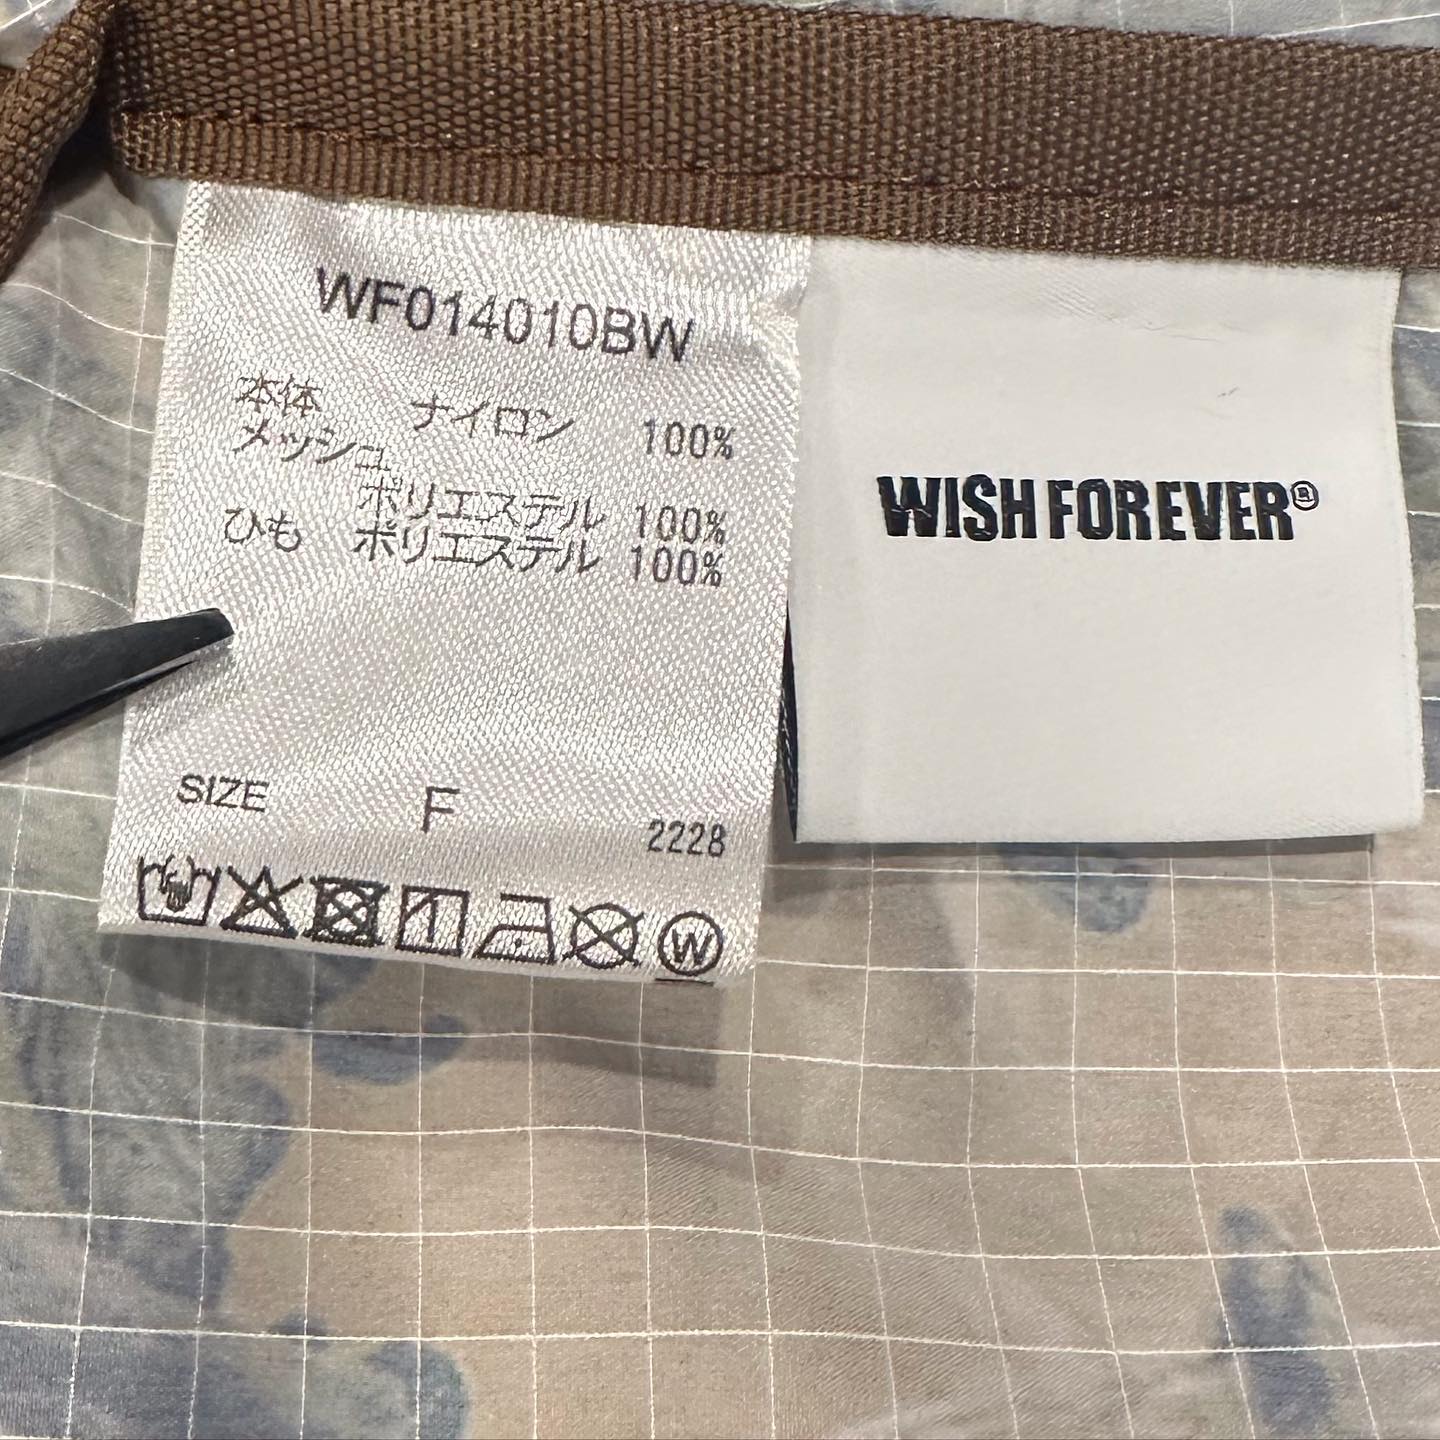 WF014010BW
本体 ナイロン 100%
メッシュ
ポリエステル 100%
ひも ポリエステル 100%
SIZE F
2228
W
WISH FOREVER®